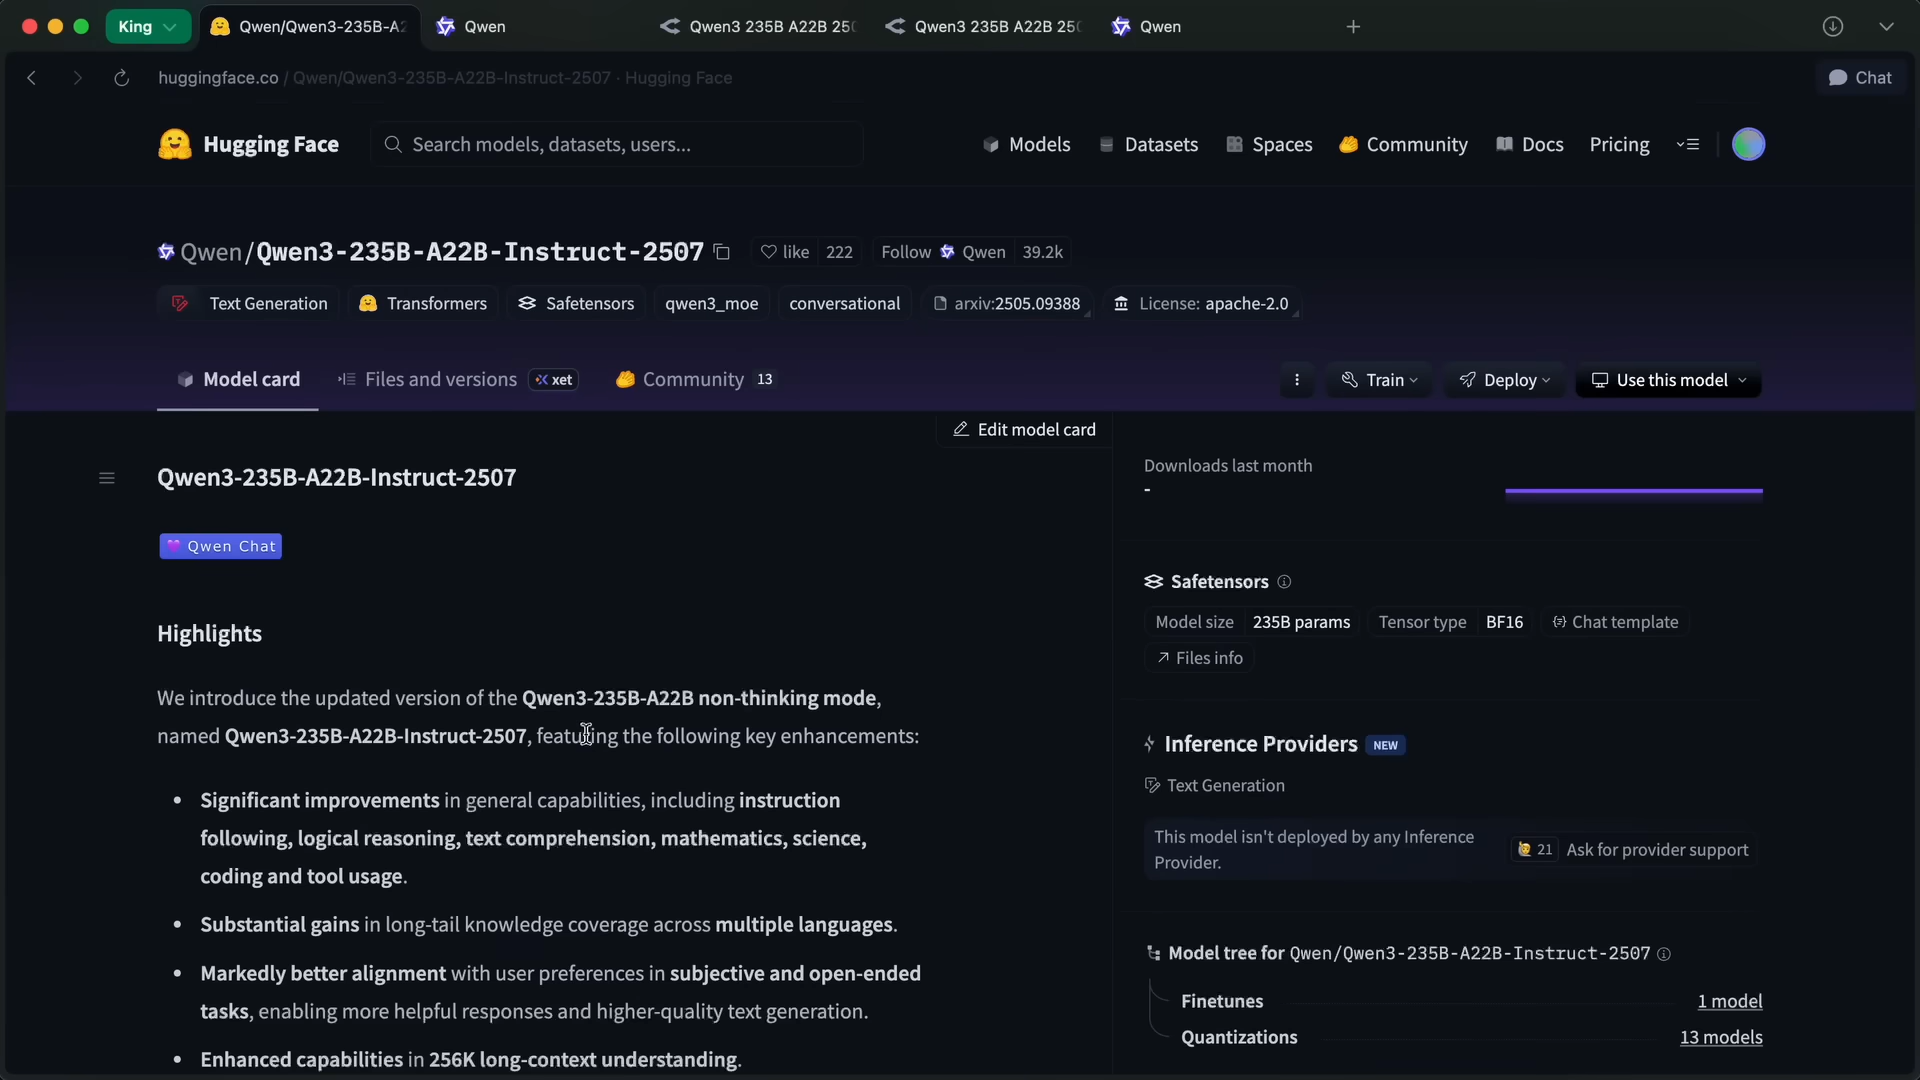 King
Qwen/Qwen3-235B-A2
Qwen
Qwen3 235B A22B 250
Qwen3 235B A22B 250
Qwen
huggingface.co / Qwen/Qwen3-235B-A22B-Instruct-2507 · Hugging Face
Chat
Hugging Face
Search models, datasets, users...
Models
Datasets
Spaces
Community
Docs
Pricing
Qwen/Qwen3-235B-A22B-Instruct-2507
like 222
Follow Qwen 39.2k
Text Generation
Transformers
Safetensors
qwen3_moe
conversational
arxiv:2505.09388
License: apache-2.0
Model card
Files and versions
xet
Community 13
Train
Deploy
Use this model
Edit model card
Qwen3-235B-A22B-Instruct-2507
Qwen Chat
Highlights
We introduce the updated version of the Qwen3-235B-A22B non-thinking mode,
named Qwen3-235B-A22B-Instruct-2507, featuring the following key enhancements:
• Significant improvements in general capabilities, including instruction
following, logical reasoning, text comprehension, mathematics, science,
coding and tool usage.
• Substantial gains in long-tail knowledge coverage across multiple languages.
• Markedly better alignment with user preferences in subjective and open-ended
tasks, enabling more helpful responses and higher-quality text generation.
• Enhanced capabilities in 256K long-context understanding.
Downloads last month
-
Safetensors
Model size 235B params
Tensor type BF16
Chat template
Files info
Inference Providers NEW
Text Generation
This model isn't deployed by any Inference
Provider.
21 Ask for provider support
Model tree for Qwen/Qwen3-235B-A22B-Instruct-2507
Finetunes 1 model
Quantizations 13 models